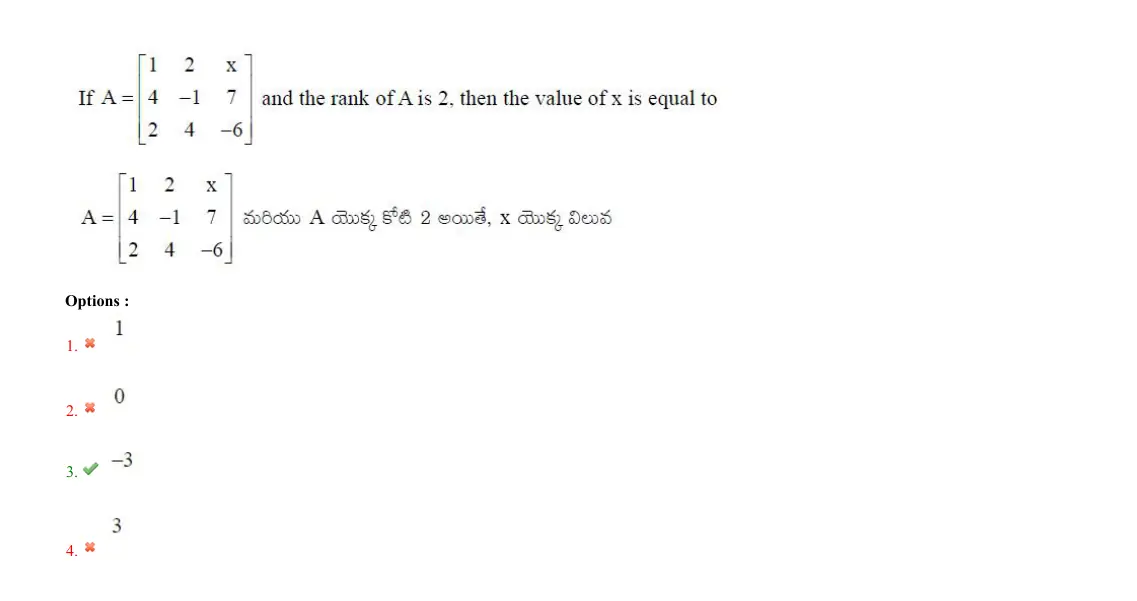 If A = [1 2 x
4 −1 7
2 4 −6] and the rank of A is 2, then the value of x is equal to
A = [1 2 x
4 −1 7
2 4 −6] మరియు A యొక్క కోటి 2 అయితే, x యొక్క విలువ
Options :
1. ✖ 1
2. ✖ 0
3. ✔ −3
4. ✖ 3